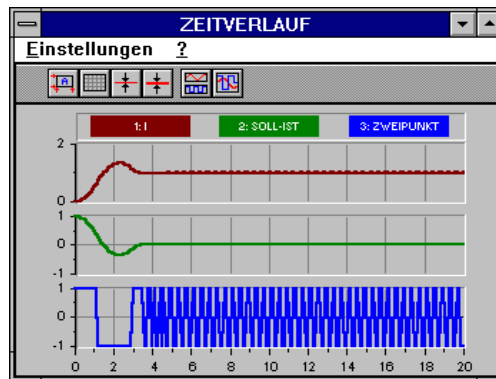 ZEITVERLAUF
Einstellungen ?
A
1: I 2: SOLL-IST 3: ZWEIPUNKT
2
0
1
0
-1
1
0
-1
0 2 4 6 8 10 12 14 16 18 20